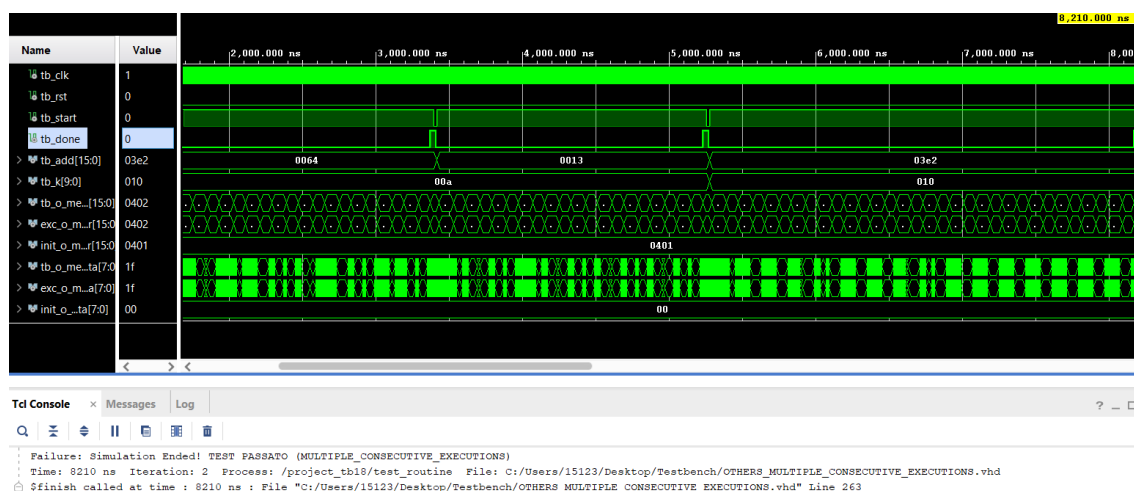 8,210.000 ns
Name Value 2,000.000 ns 3,000.000 ns 4,000.000 ns 5,000.000 ns 6,000.000 ns 7,000.000 ns 8,00
tb_clk 1
tb_rst 0
tb_start 0
tb_done 0
tb_add[15:0] 03e2 0064 0013 03e2
tb_k[9:0] 010 00a 010
tb_o_me...[15:0] 0402
exc_o_m...r[15:0 0402
init_o_m...r[15:0] 0401 0401
tb_o_me...ta[7:0 1f
exc_o_m...a[7:0] 1f
init_o_...ta[7:0] 00 00
Tcl Console × Messages Log
Failure: Simulation Ended! TEST PASSATO (MULTIPLE_CONSECUTIVE_EXECUTIONS)
Time: 8210 ns Iteration: 2 Process: /project_tb18/test_routine File: C:/Users/15123/Desktop/Testbench/OTHERS_MULTIPLE_CONSECUTIVE_EXECUTIONS.vhd
$finish called at time : 8210 ns : File "C:/Users/15123/Desktop/Testbench/OTHERS_MULTIPLE_CONSECUTIVE_EXECUTIONS.vhd" Line 263